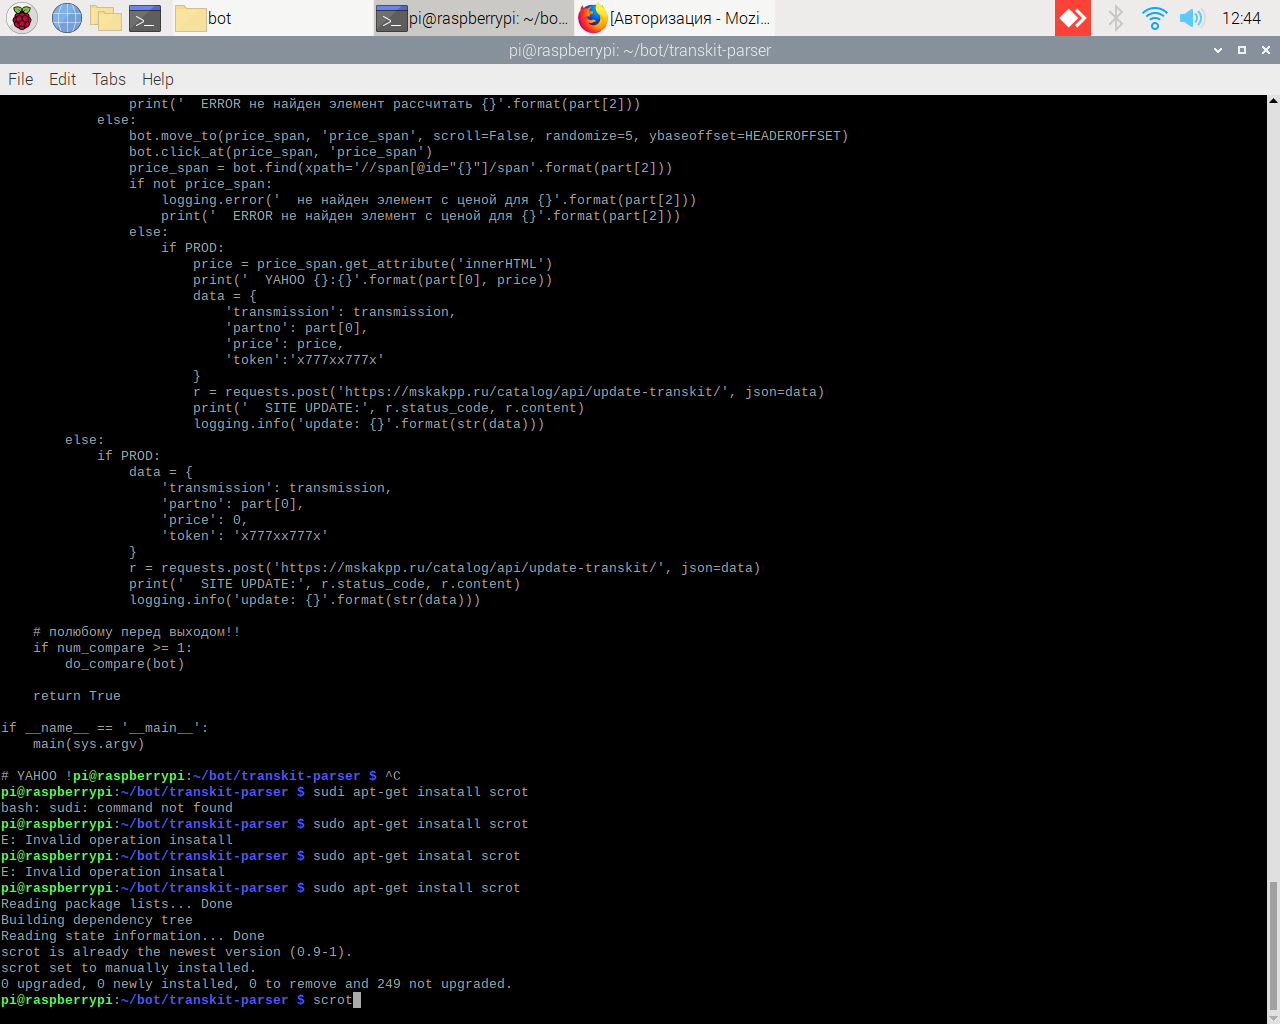 bot
pi@raspberrypi: ~/bo...
[Авторизация - Mozi...
12:44
pi@raspberrypi: ~/bot/transkit-parser
File Edit Tabs Help
                print('  ERROR не найден элемент рассчитать {}'.format(part[2]))
            else:
                bot.move_to(price_span, 'price_span', scroll=False, randomize=5, ybaseoffset=HEADEROFFSET)
                bot.click_at(price_span, 'price_span')
                price_span = bot.find(xpath='//span[@id="{}"]/span'.format(part[2]))
                if not price_span:
                    logging.error('  не найден элемент с ценой для {}'.format(part[2]))
                    print('  ERROR не найден элемент с ценой для {}'.format(part[2]))
                else:
                    if PROD:
                        price = price_span.get_attribute('innerHTML')
                        print('  YAHOO {}:{}'.format(part[0], price))
                        data = {
                            'transmission': transmission,
                            'partno': part[0],
                            'price': price,
                            'token':'x777xx777x'
                        }
                        r = requests.post('https://mskakpp.ru/catalog/api/update-transkit/', json=data)
                        print('  SITE UPDATE:', r.status_code, r.content)
                        logging.info('update: {}'.format(str(data)))
        else:
            if PROD:
                data = {
                    'transmission': transmission,
                    'partno': part[0],
                    'price': 0,
                    'token': 'x777xx777x'
                }
                r = requests.post('https://mskakpp.ru/catalog/api/update-transkit/', json=data)
                print('  SITE UPDATE:', r.status_code, r.content)
                logging.info('update: {}'.format(str(data)))
    # полюбому перед выходом!!
    if num_compare >= 1:
        do_compare(bot)
    return True
if __name__ == '__main__':
    main(sys.argv)
# YAHOO !pi@raspberrypi:~/bot/transkit-parser $ ^C
pi@raspberrypi:~/bot/transkit-parser $ sudi apt-get insatall scrot
bash: sudi: command not found
pi@raspberrypi:~/bot/transkit-parser $ sudo apt-get insatall scrot
E: Invalid operation insatall
pi@raspberrypi:~/bot/transkit-parser $ sudo apt-get insatal scrot
E: Invalid operation insatal
pi@raspberrypi:~/bot/transkit-parser $ sudo apt-get install scrot
Reading package lists... Done
Building dependency tree
Reading state information... Done
scrot is already the newest version (0.9-1).
scrot set to manually installed.
0 upgraded, 0 newly installed, 0 to remove and 249 not upgraded.
pi@raspberrypi:~/bot/transkit-parser $ scrot